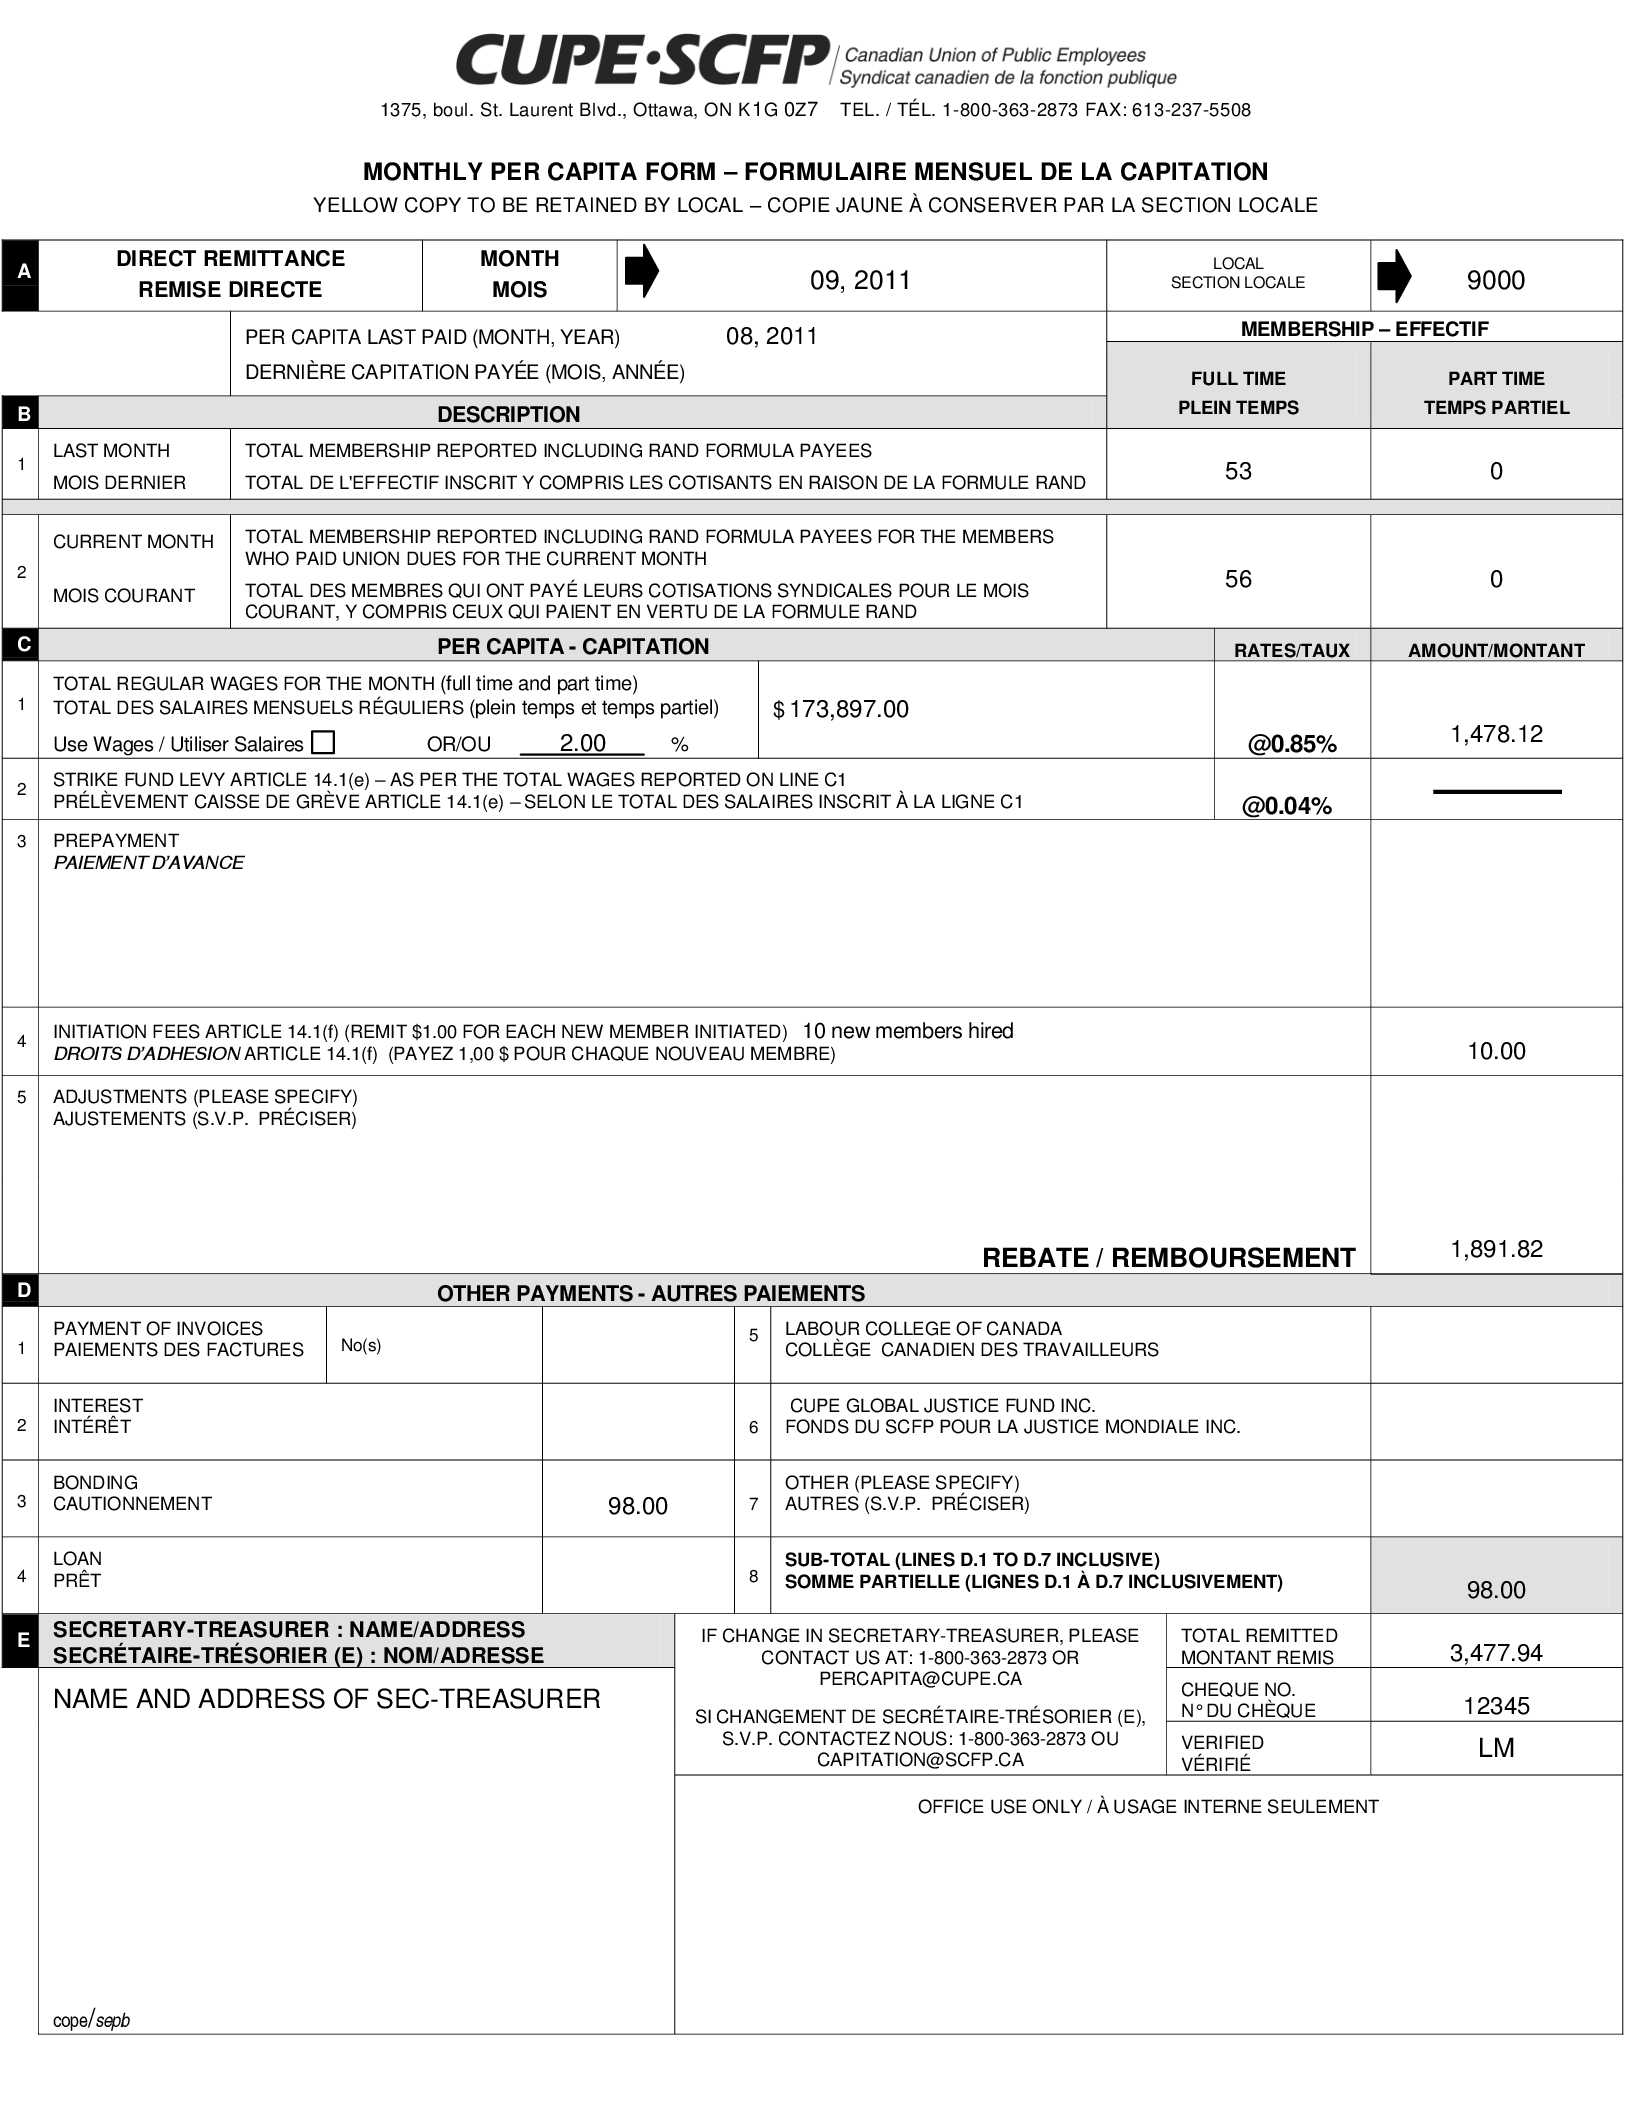 CUPE•SCFP Canadian Union of Public Employees
Syndicat canadien de la fonction publique
1375, boul. St. Laurent Blvd., Ottawa, ON K1G 0Z7 TEL. / TÉL. 1-800-363-2873 FAX: 613-237-5508
MONTHLY PER CAPITA FORM – FORMULAIRE MENSUEL DE LA CAPITATION
YELLOW COPY TO BE RETAINED BY LOCAL – COPIE JAUNE À CONSERVER PAR LA SECTION LOCALE
A
DIRECT REMITTANCE
REMISE DIRECTE
MONTH
MOIS
09, 2011
LOCAL
SECTION LOCALE
9000
PER CAPITA LAST PAID (MONTH, YEAR) 08, 2011
DERNIÈRE CAPITATION PAYÉE (MOIS, ANNÉE)
MEMBERSHIP – EFFECTIF
FULL TIME
PLEIN TEMPS
PART TIME
TEMPS PARTIEL
B DESCRIPTION
1
LAST MONTH
MOIS DERNIER
TOTAL MEMBERSHIP REPORTED INCLUDING RAND FORMULA PAYEES
TOTAL DE L'EFFECTIF INSCRIT Y COMPRIS LES COTISANTS EN RAISON DE LA FORMULE RAND
53
0
2
CURRENT MONTH
MOIS COURANT
TOTAL MEMBERSHIP REPORTED INCLUDING RAND FORMULA PAYEES FOR THE MEMBERS
WHO PAID UNION DUES FOR THE CURRENT MONTH
TOTAL DES MEMBRES QUI ONT PAYÉ LEURS COTISATIONS SYNDICALES POUR LE MOIS
COURANT, Y COMPRIS CEUX QUI PAIENT EN VERTU DE LA FORMULE RAND
56
0
C PER CAPITA - CAPITATION RATES/TAUX AMOUNT/MONTANT
1
TOTAL REGULAR WAGES FOR THE MONTH (full time and part time)
TOTAL DES SALAIRES MENSUELS RÉGULIERS (plein temps et temps partiel)
Use Wages / Utiliser Salaires OR/OU 2.00 %
$ 173,897.00
@0.85%
1,478.12
2
STRIKE FUND LEVY ARTICLE 14.1(e) – AS PER THE TOTAL WAGES REPORTED ON LINE C1
PRÉLÈVEMENT CAISSE DE GRÈVE ARTICLE 14.1(e) – SELON LE TOTAL DES SALAIRES INSCRIT À LA LIGNE C1
@0.04%
3 PREPAYMENT
PAIEMENT D'AVANCE
4
INITIATION FEES ARTICLE 14.1(f) (REMIT $1.00 FOR EACH NEW MEMBER INITIATED) 10 new members hired
DROITS D'ADHESION ARTICLE 14.1(f) (PAYEZ 1,00 $ POUR CHAQUE NOUVEAU MEMBRE)
10.00
5 ADJUSTMENTS (PLEASE SPECIFY)
AJUSTEMENTS (S.V.P. PRÉCISER)
REBATE / REMBOURSEMENT 1,891.82
D OTHER PAYMENTS - AUTRES PAIEMENTS
1
PAYMENT OF INVOICES
PAIEMENTS DES FACTURES
No(s)
5
LABOUR COLLEGE OF CANADA
COLLÈGE CANADIEN DES TRAVAILLEURS
2
INTEREST
INTÉRÊT
6
CUPE GLOBAL JUSTICE FUND INC.
FONDS DU SCFP POUR LA JUSTICE MONDIALE INC.
3
BONDING
CAUTIONNEMENT
98.00
7
OTHER (PLEASE SPECIFY)
AUTRES (S.V.P. PRÉCISER)
4
LOAN
PRÊT
8
SUB-TOTAL (LINES D.1 TO D.7 INCLUSIVE)
SOMME PARTIELLE (LIGNES D.1 À D.7 INCLUSIVEMENT)
98.00
E
SECRETARY-TREASURER : NAME/ADDRESS
SECRÉTAIRE-TRÉSORIER (E) : NOM/ADRESSE
NAME AND ADDRESS OF SEC-TREASURER
IF CHANGE IN SECRETARY-TREASURER, PLEASE
CONTACT US AT: 1-800-363-2873 OR
PERCAPITA@CUPE.CA
SI CHANGEMENT DE SECRÉTAIRE-TRÉSORIER (E),
S.V.P. CONTACTEZ NOUS: 1-800-363-2873 OU
CAPITATION@SCFP.CA
TOTAL REMITTED
MONTANT REMIS
3,477.94
CHEQUE NO.
N° DU CHÈQUE
12345
VERIFIED
VÉRIFIÉ
LM
OFFICE USE ONLY / À USAGE INTERNE SEULEMENT
cope/sepb